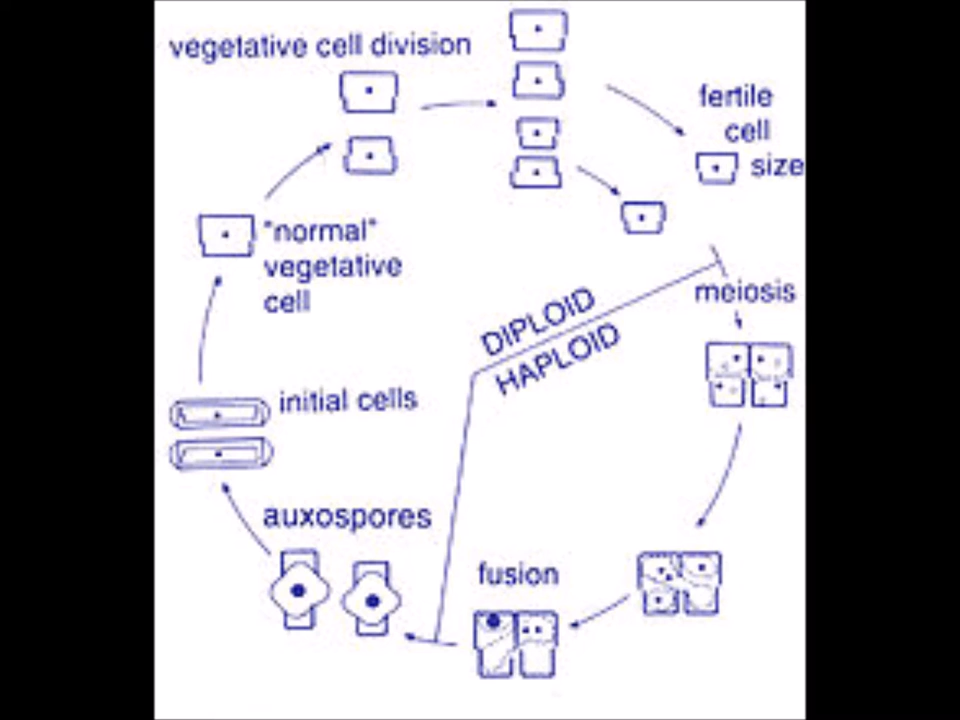 vegetative cell division
fertile
cell
size
"normal"
vegetative
cell
meiosis
DIPLOID
HAPLOID
initial cells
auxospores
fusion